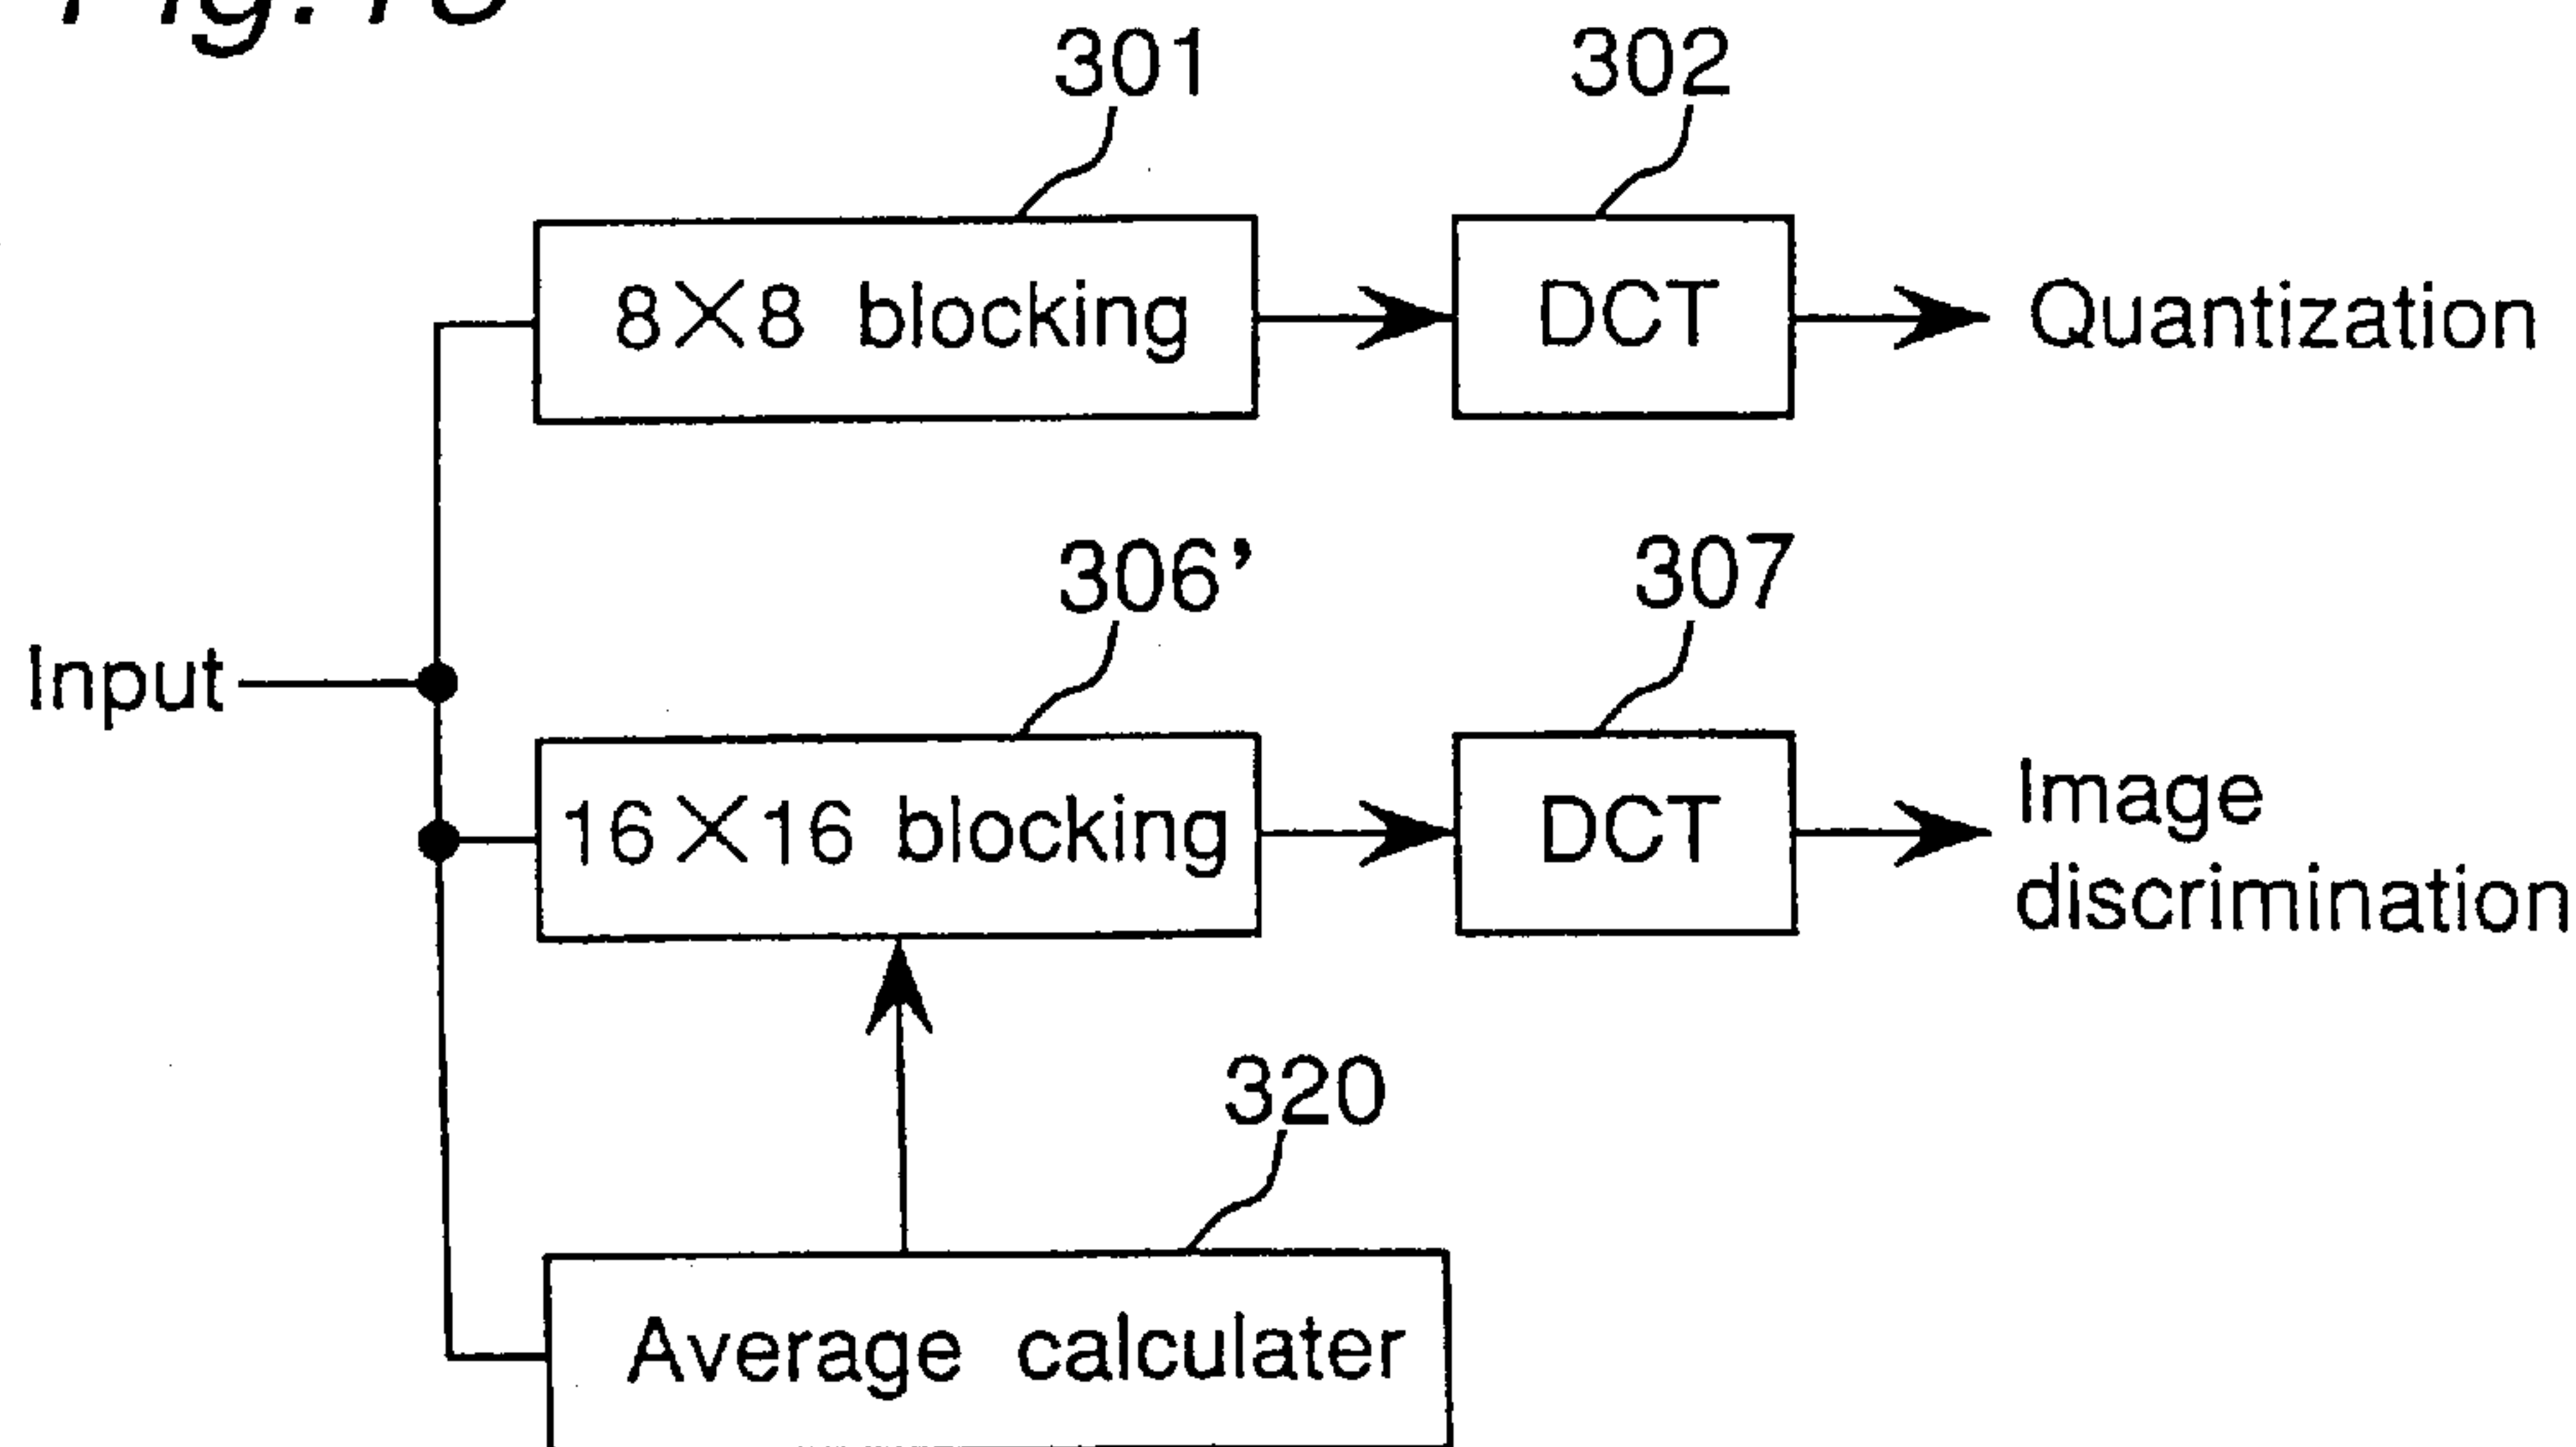 301
302
8×8 blocking
DCT
Quantization
306'
307
Input
16×16 blocking
DCT
Image
discrimination
320
Average calculater